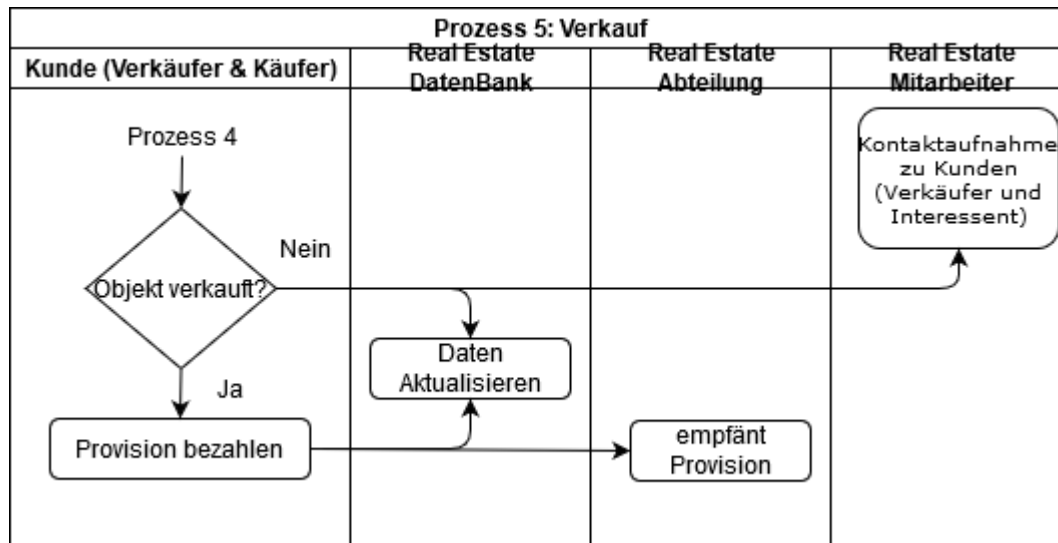 Prozess 5: Verkauf
Kunde (Verkäufer & Käufer)
Real Estate
DatenBank
Real Estate
Abteilung
Real Estate
Mitarbeiter
Prozess 4
Kontaktaufnahme
zu Kunden
(Verkäufer und
Interessent)
Nein
Objekt verkauft?
Daten
Aktualisieren
Ja
Provision bezahlen
empfänt
Provision